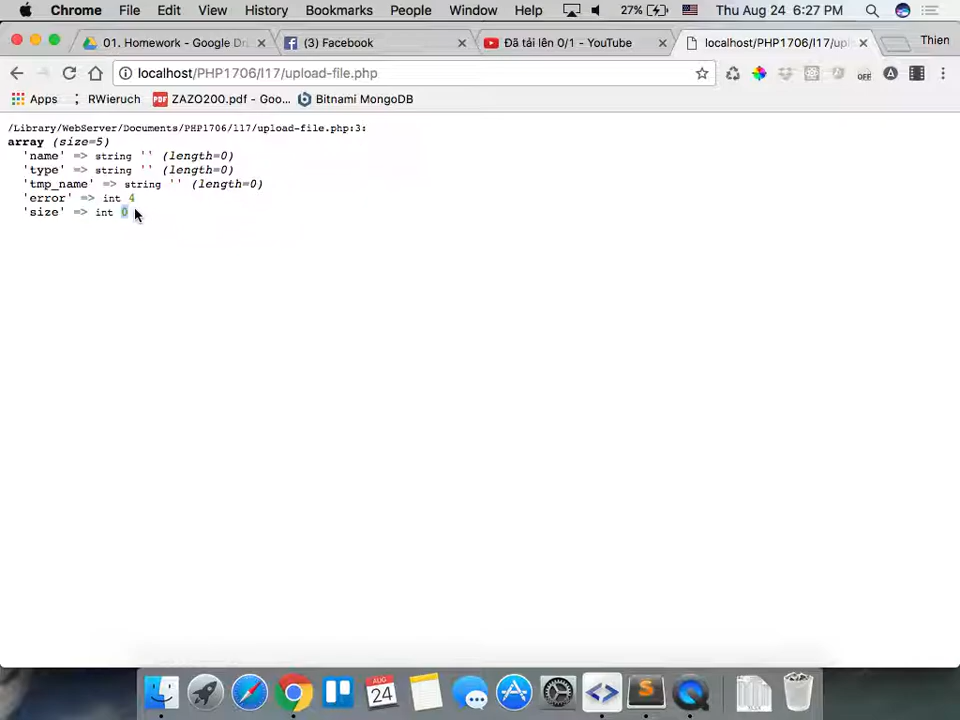 Chrome File Edit View History Bookmarks People Window Help 27% Thu Aug 24 6:27 PM
01. Homework - Google Dri (3) Facebook Đã tải lên 0/1 - YouTube localhost/PHP1706/l17/uplo Thien
localhost/PHP1706/l17/upload-file.php OFF
Apps RWieruch PDF ZAZO200.pdf - Goo... Bitnami MongoDB
/Library/WebServer/Documents/PHP1706/l17/upload-file.php:3:
array (size=5)
'name' => string '' (length=0)
'type' => string '' (length=0)
'tmp_name' => string '' (length=0)
'error' => int 4
'size' => int 0
AUG
24